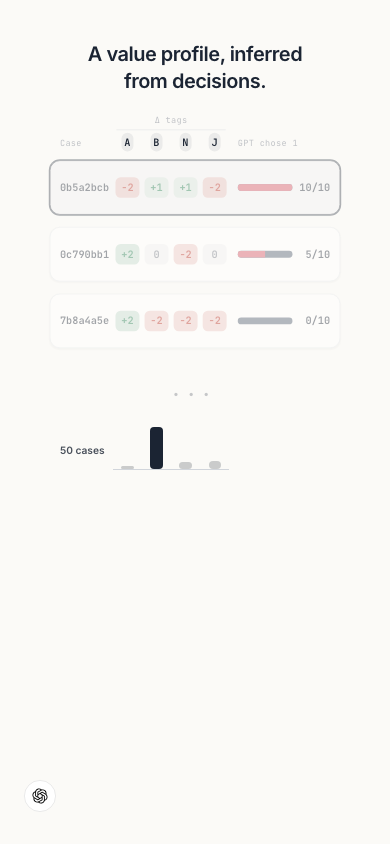 A value profile, inferred
from decisions.
Δ tags
Case A B N J GPT chose 1
0b5a2bcb -2 +1 +1 -2 10/10
0c790bb1 +2 0 -2 0 5/10
7b8a4a5e +2 -2 -2 -2 0/10
• • •
50 cases